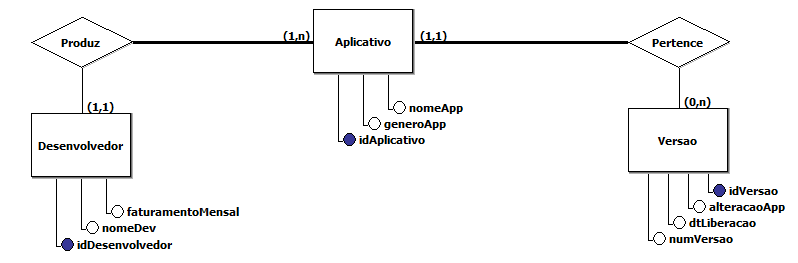 Produz
(1,n)
Aplicativo
(1,1)
Pertence
nomeApp
generoApp
idAplicativo
(1,1)
Desenvolvedor
faturamentoMensal
nomeDev
idDesenvolvedor
(0,n)
Versao
idVersao
alteracaoApp
dtLiberacao
numVersao